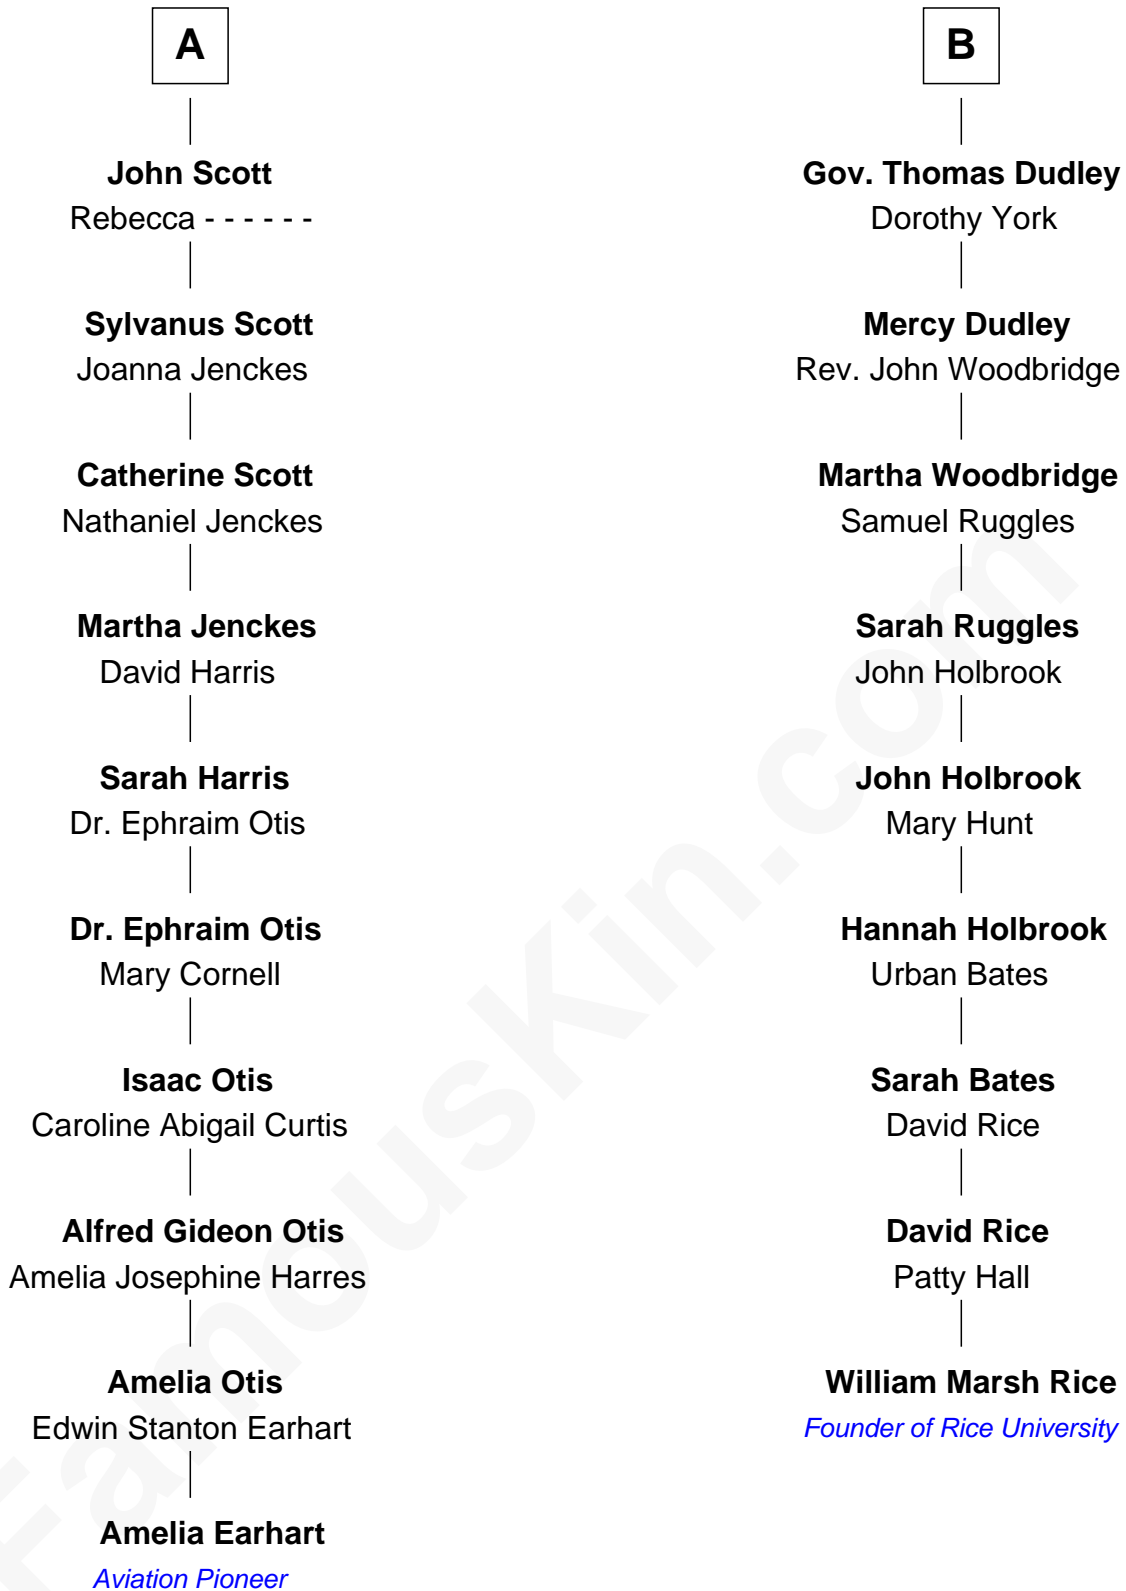 A
John Scott
Rebecca - - - - - -
Sylvanus Scott
Joanna Jenckes
Catherine Scott
Nathaniel Jenckes
Martha Jenckes
David Harris
Sarah Harris
Dr. Ephraim Otis
Dr. Ephraim Otis
Mary Cornell
Isaac Otis
Caroline Abigail Curtis
Alfred Gideon Otis
Amelia Josephine Harres
Amelia Otis
Edwin Stanton Earhart
Amelia Earhart
Aviation Pioneer
B
Gov. Thomas Dudley
Dorothy York
Mercy Dudley
Rev. John Woodbridge
Martha Woodbridge
Samuel Ruggles
Sarah Ruggles
John Holbrook
John Holbrook
Mary Hunt
Hannah Holbrook
Urban Bates
Sarah Bates
David Rice
David Rice
Patty Hall
William Marsh Rice
Founder of Rice University
FamousKin.com